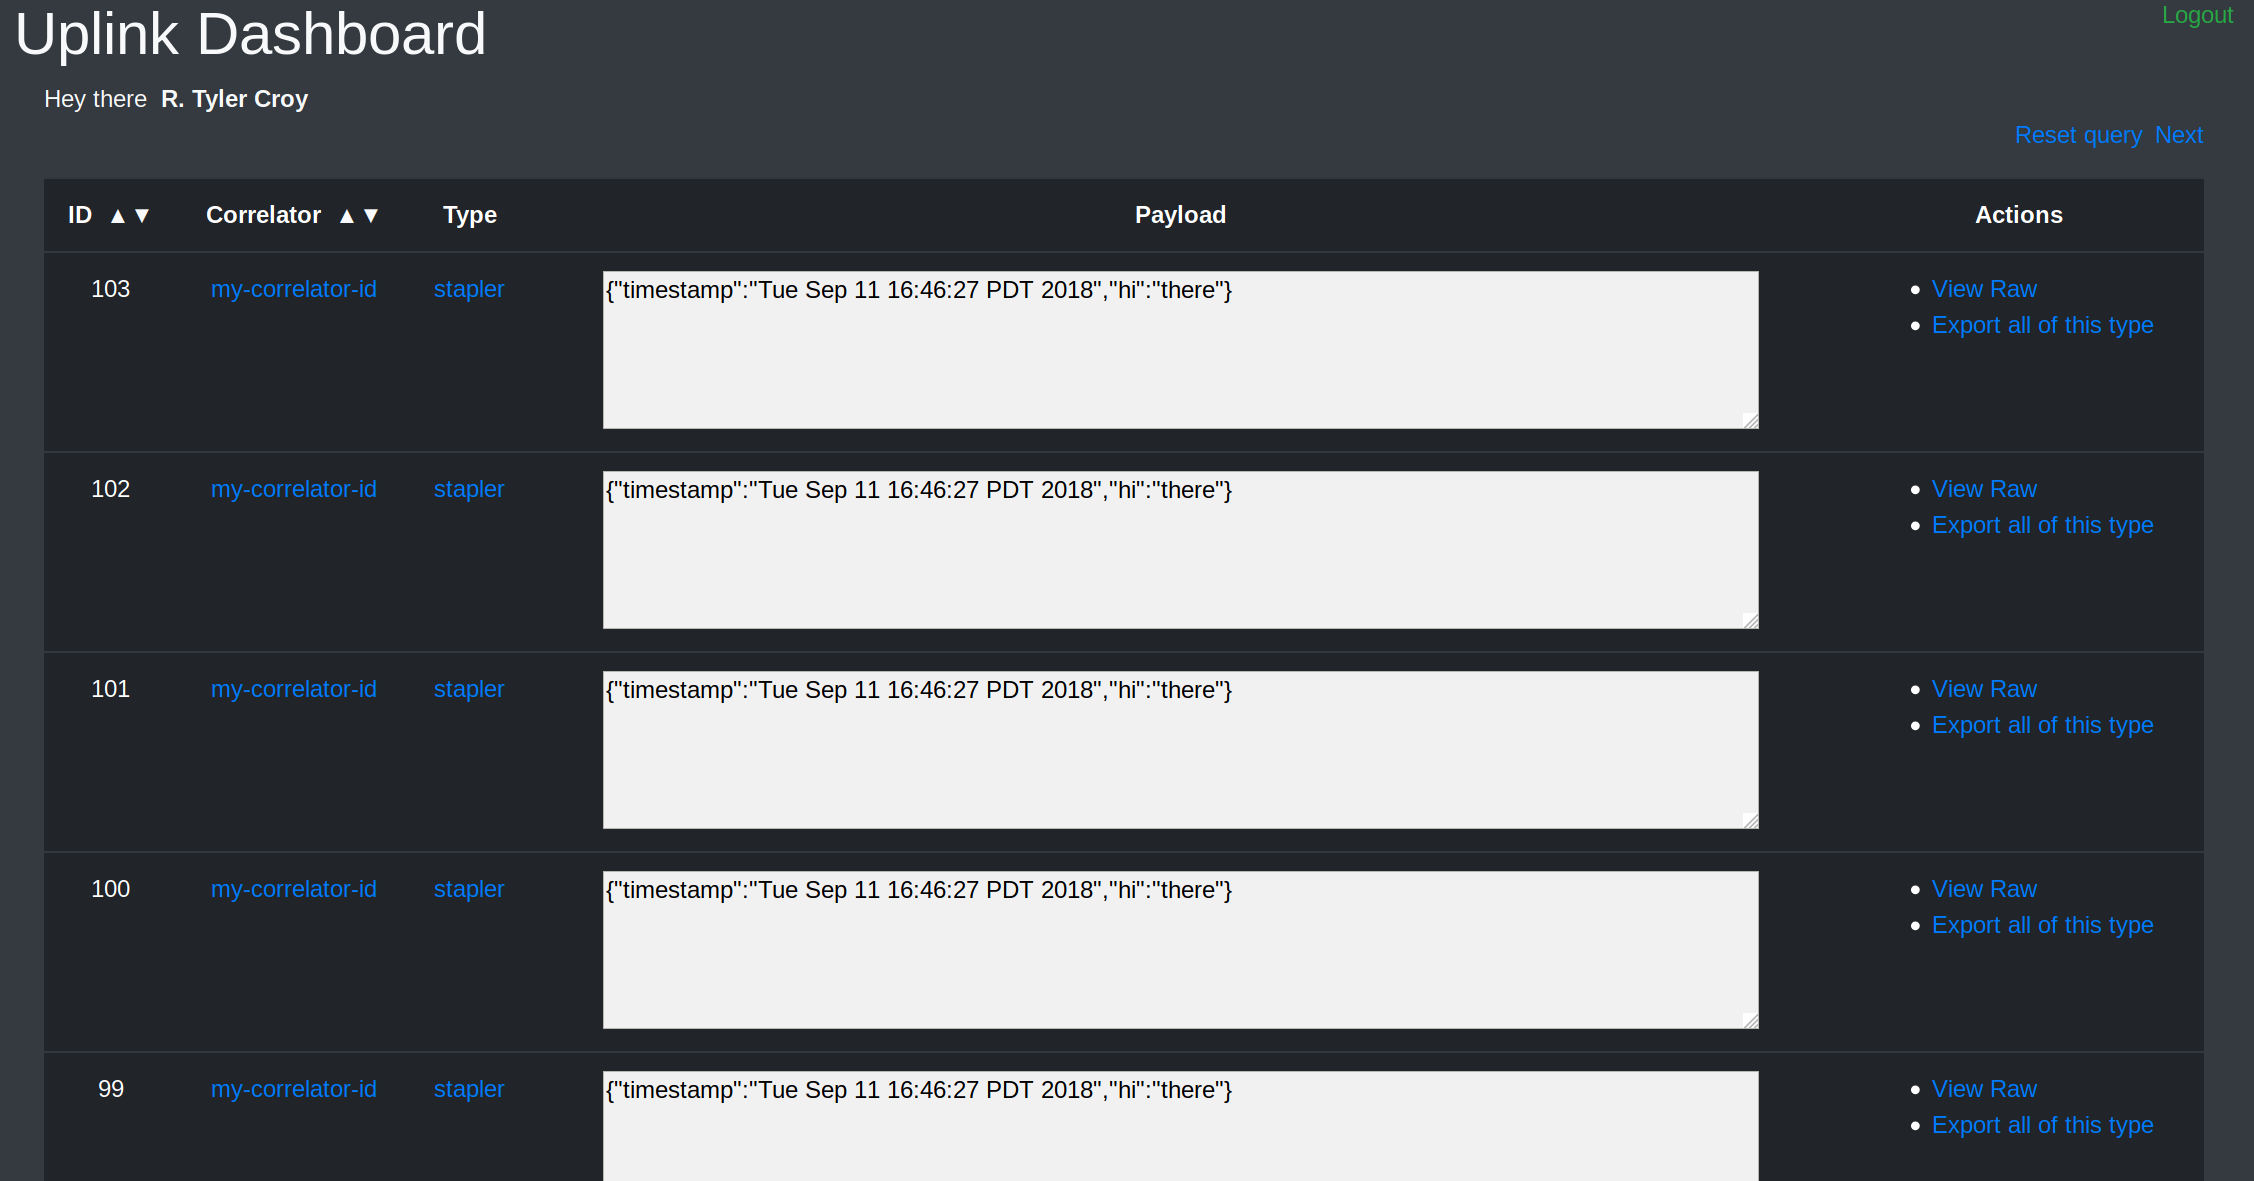 Uplink Dashboard
Logout
Hey there R. Tyler Croy
Reset query Next
ID ▲▼ Correlator ▲▼ Type Payload Actions
103 my-correlator-id stapler {"timestamp":"Tue Sep 11 16:46:27 PDT 2018","hi":"there"} View Raw
Export all of this type
102 my-correlator-id stapler {"timestamp":"Tue Sep 11 16:46:27 PDT 2018","hi":"there"} View Raw
Export all of this type
101 my-correlator-id stapler {"timestamp":"Tue Sep 11 16:46:27 PDT 2018","hi":"there"} View Raw
Export all of this type
100 my-correlator-id stapler {"timestamp":"Tue Sep 11 16:46:27 PDT 2018","hi":"there"} View Raw
Export all of this type
99 my-correlator-id stapler {"timestamp":"Tue Sep 11 16:46:27 PDT 2018","hi":"there"} View Raw
Export all of this type